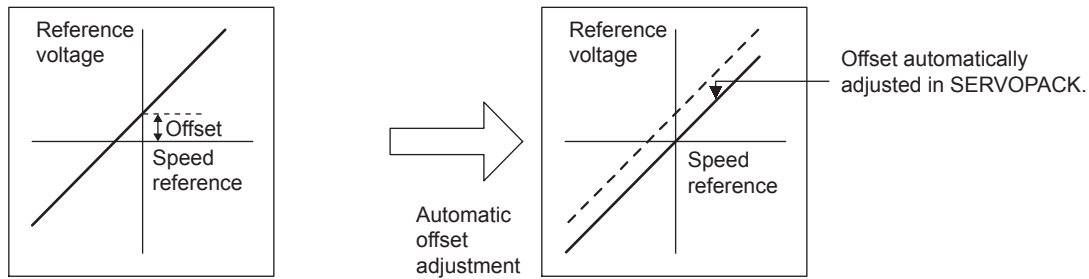 Reference
voltage
Offset
Speed
reference
Automatic
offset
adjustment
Reference
voltage
Speed
reference
Offset automatically
adjusted in SERVOPACK.